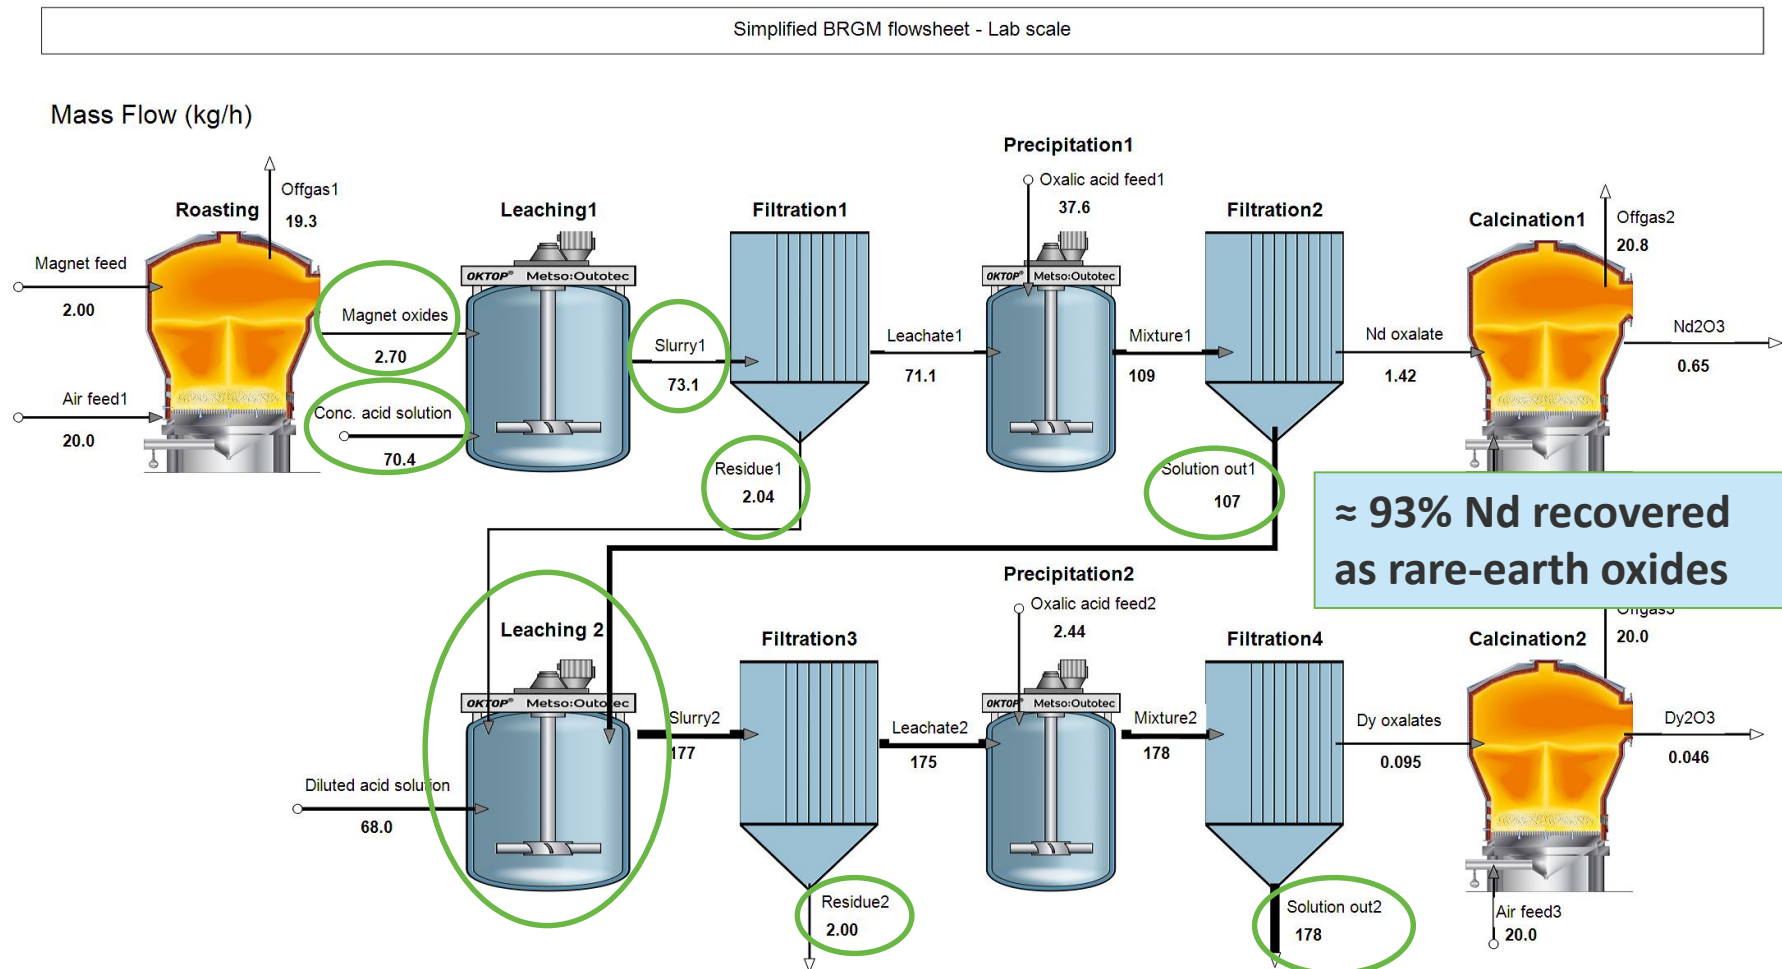 Simplified BRGM flowsheet - Lab scale
Mass Flow (kg/h)
Roasting
Offgas1
19.3
Magnet feed
2.00
Air feed1
20.0
Magnet oxides
2.70
Conc. acid solution
70.4
Leaching1
OKTOP® Metso:Outotec
Slurry1
73.1
Filtration1
Residue1
2.04
Leachate1
71.1
Precipitation1
Oxalic acid feed1
37.6
OKTOP® Metso:Outotec
Mixture1
109
Filtration2
Solution out1
107
Nd oxalate
1.42
Calcination1
Offgas2
20.8
Nd2O3
0.65
≈ 93% Nd recovered
as rare-earth oxides
Leaching 2
OKTOP® Metso:Outotec
Diluted acid solution
68.0
Slurry2
177
Filtration3
Residue2
2.00
Leachate2
175
Precipitation2
Oxalic acid feed2
2.44
OKTOP® Metso:Outotec
Mixture2
178
Filtration4
Solution out2
178
Dy oxalates
0.095
Calcination2
Offgas3
20.0
Dy2O3
0.046
Air feed3
20.0